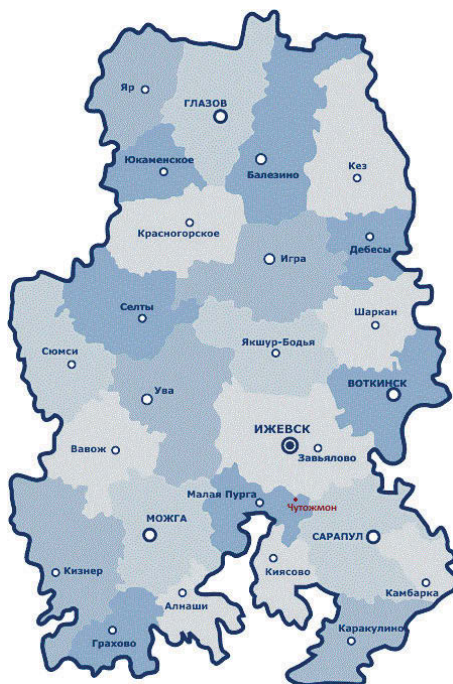 Яр
ГЛАЗОВ
Юкаменское
Балезино
Кез
Красногорское
Дебесы
Игра
Селты
Шаркан
Якшур-Бодья
Сюмси
Ува
ВОТКИНСК
ИЖЕВСК
Вавож
Завьялово
Малая Пурга
Чутожмон
МОЖГА
САРАПУЛ
Киясово
Кизнер
Камбарка
Алнаши
Грахово
Каракулино